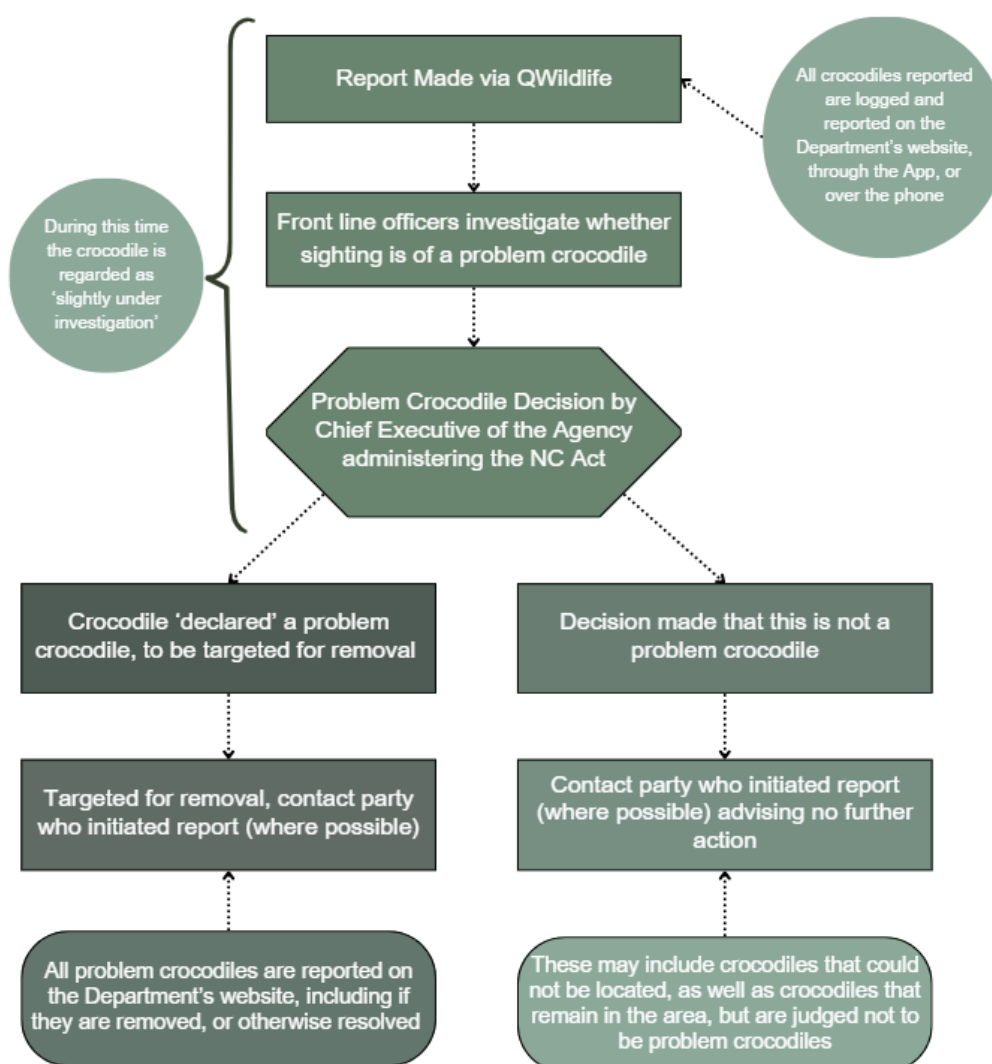 Report Made via QWildlife
All crocodiles reported
are logged and
reported on the
Department's website,
through the App, or
over the phone
Front line officers investigate whether
sighting is of a problem crocodile
During this time
the crocodile is
regarded as
‘slightly under
investigation’
Problem Crocodile Decision by
Chief Executive of the Agency
administering the NC Act
Crocodile ‘declared’ a problem
crocodile, to be targeted for removal
Decision made that this is not a
problem crocodile
Targeted for removal, contact party
who initiated report (where possible)
Contact party who initiated report
(where possible) advising no further
action
All problem crocodiles are reported on
the Department's website, including if
they are removed, or otherwise resolved
These may include crocodiles that could
not be located, as well as crocodiles that
remain in the area, but are judged not to
be problem crocodiles